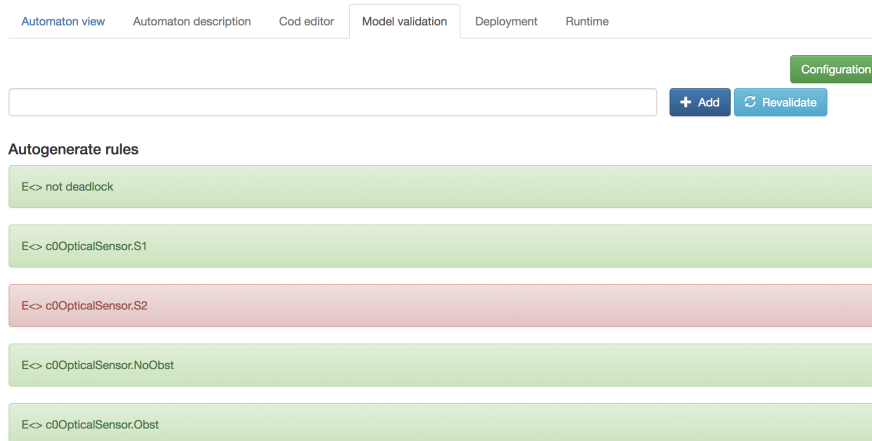 Automaton view Automaton description Cod editor Model validation Deployment Runtime
Configuration
Add Revalidate
Autogenerate rules
E<> not deadlock
E<> c0OpticalSensor.S1
E<> c0OpticalSensor.S2
E<> c0OpticalSensor.NoObst
E<> c0OpticalSensor.Obst